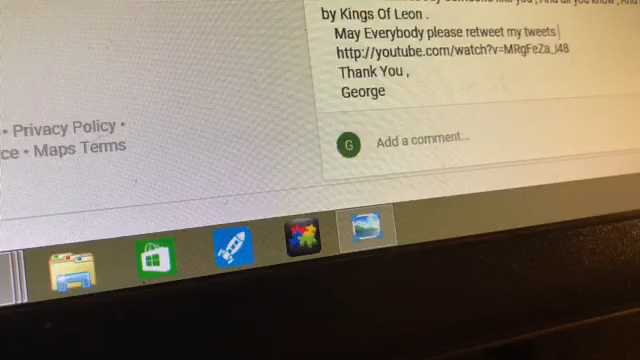 by Kings Of Leon .
May Everybody please retweet my tweets
http://youtube.com/watch?v=MRgFeZa_l48
Thank You ,
George
• Privacy Policy •
ce • Maps Terms
G
Add a comment...